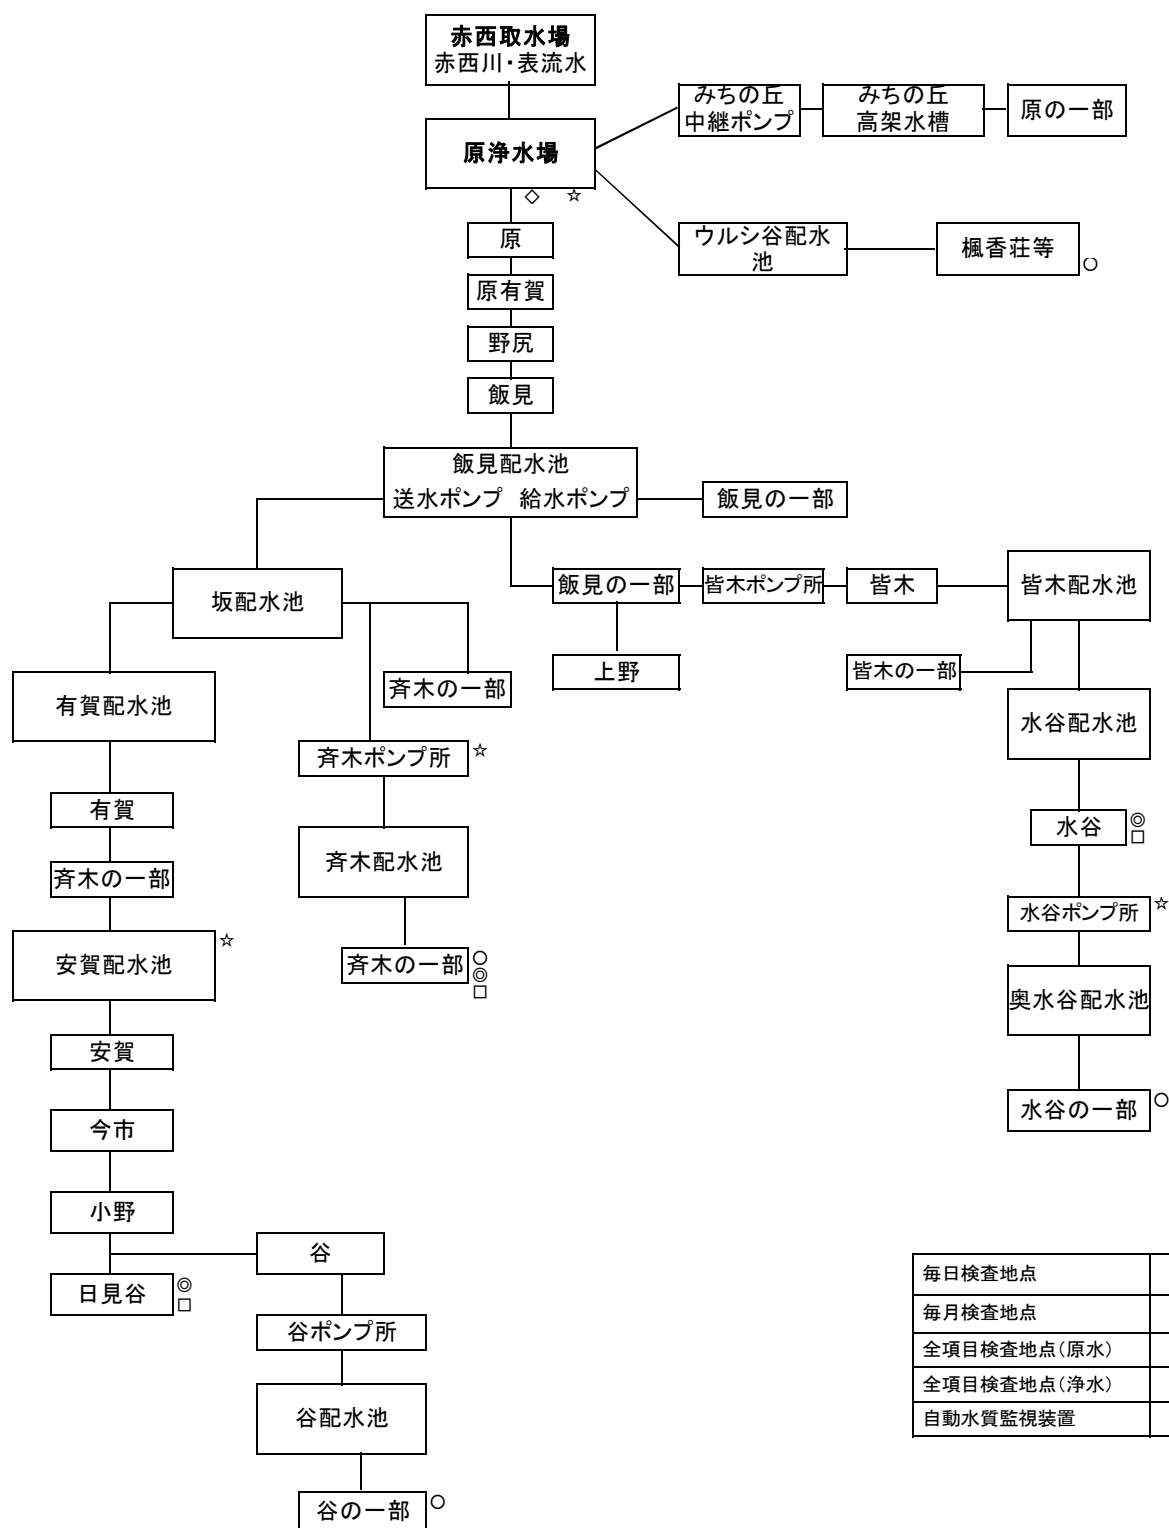 赤西取水場
赤西川・表流水
みちの丘
中継ポンプ
みちの丘
高架水槽
原の一部
原浄水場
◇ ☆
原
ウルシ谷配水
池
楓香荘等
○
原有賀
野尻
飯見
飯見配水池
送水ポンプ 給水ポンプ
飯見の一部
坂配水池
飯見の一部
皆木ポンプ所
皆木
皆木配水池
有賀配水池
斉木の一部
上野
皆木の一部
水谷配水池
斉木ポンプ所
☆
有賀
水谷
◎
□
斉木の一部
斉木配水池
水谷ポンプ所
☆
安賀配水池
☆
斉木の一部
○
◎
□
奥水谷配水池
安賀
水谷の一部
○
今市
小野
谷
日見谷
◎
□
谷ポンプ所
谷配水池
谷の一部
○
毎日検査地点
毎月検査地点
全項目検査地点(原水)
全項目検査地点(浄水)
自動水質監視装置